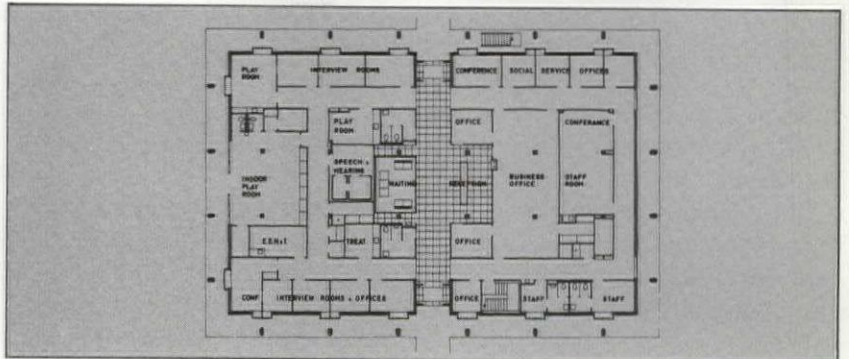 PLAY
ROOM
INTERVIEW ROOMS
CONFERENCE
SOCIAL
SERVICE
OFFICES
PLAY
ROOM
OFFICE
CONFERANCE
SPEECH &
HEARING
WAITING
RECEPTION
BUSINESS
OFFICE
STAFF
ROOM
INDOOR
PLAY
ROOM
E.E.N & T
TREAT
OFFICE
CONF
INTERVIEW ROOMS & OFFICES
OFFICE
STAFF
STAFF